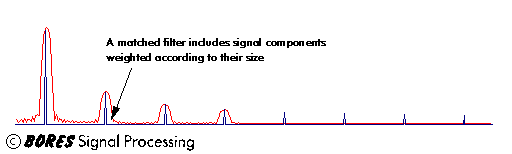 A matched filter includes signal components
weighted according to their size
© BORES Signal Processing